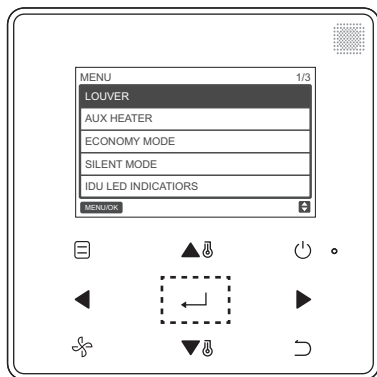 MENU 1/3
LOUVER
AUX HEATER
ECONOMY MODE
SILENT MODE
IDU LED INDICATIORS
MENU/OK